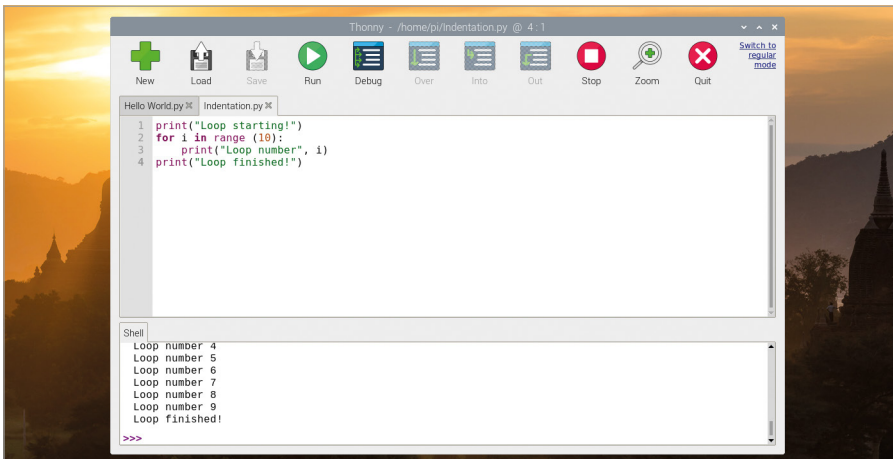 Thonny - /home/pi/Indentation.py @ 4:1
New Load Save Run Debug Over Into Out Stop Zoom Quit
Switch to
regular
mode
Hello World.py Indentation.py
1 print("Loop starting!")
2 for i in range (10):
3     print("Loop number", i)
4 print("Loop finished!")
Shell
Loop number 4
Loop number 5
Loop number 6
Loop number 7
Loop number 8
Loop number 9
Loop finished!
>>>